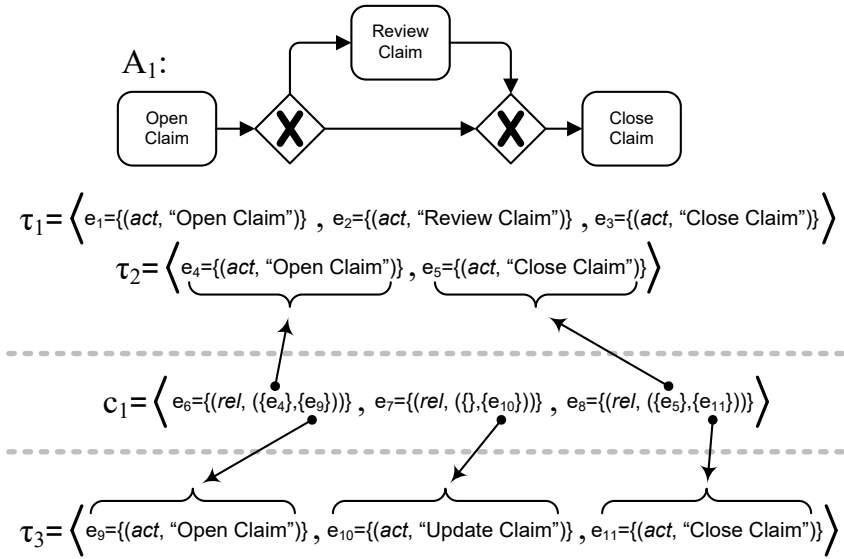 Review
Claim
A₁:
Open
Claim
X
X
Close
Claim
τ₁=⟨e₁={(act, “Open Claim”)} , e₂={(act, “Review Claim”)} , e₃={(act, “Close Claim”)}⟩
τ₂=⟨e₄={(act, “Open Claim”)} , e₅={(act, “Close Claim”)}⟩
c₁=⟨e₆={(rel, ({e₄},{e₉}))} , e₇={(rel, ({},{e₁₀}))} , e₈={(rel, ({e₅},{e₁₁}))}⟩
τ₃=⟨e₉={(act, “Open Claim”)} , e₁₀={(act, “Update Claim”)} , e₁₁={(act, “Close Claim”)}⟩